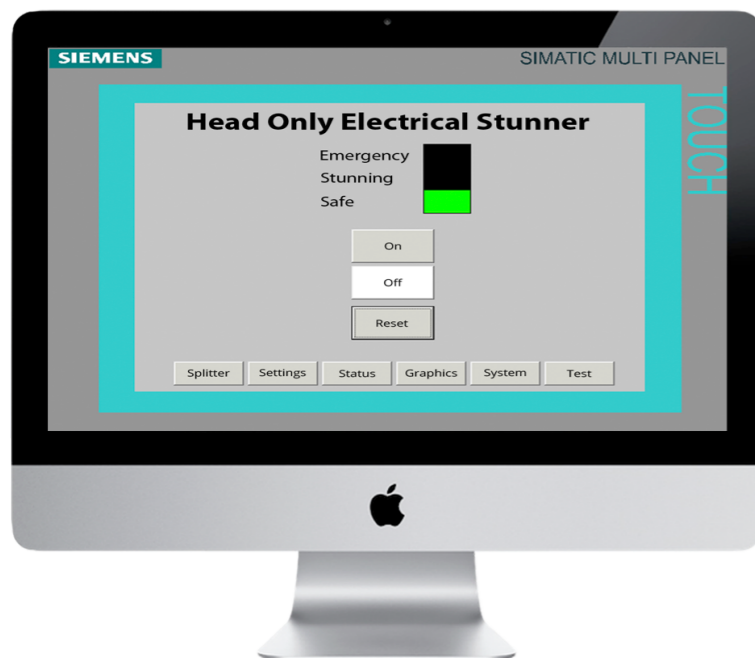 SIEMENS
SIMATIC MULTI PANEL
TOUCH
Head Only Electrical Stunner
Emergency
Stunning
Safe
On
Off
Reset
Splitter Settings Status Graphics System Test